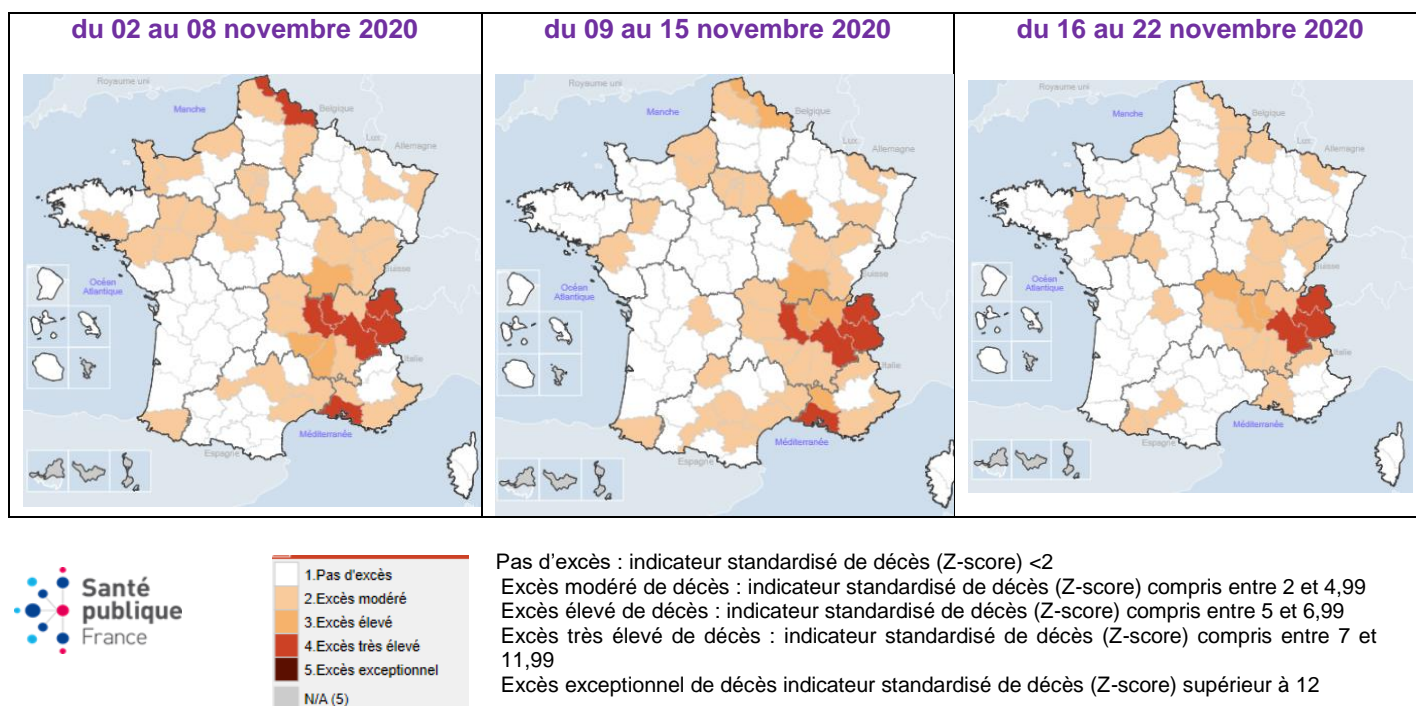 du 02 au 08 novembre 2020
du 09 au 15 novembre 2020
du 16 au 22 novembre 2020
Royaume uni
Manche
Belgique
Lux.
Allemagne
Suisse
Océan
Atlantique
Italie
Méditerranée
Espagne
Royaume uni
Manche
Belgique
Lux.
Allemagne
Suisse
Océan
Atlantique
Italie
Méditerranée
Espagne
Royaume uni
Manche
Belgique
Lux.
Allemagne
Suisse
Océan
Atlantique
Italie
Méditerranée
Espagne
Santé
publique
France
1.Pas d'excès
2.Excès modéré
3.Excès élevé
4.Excès très élevé
5.Excès exceptionnel
N/A (5)
Pas d'excès : indicateur standardisé de décès (Z-score) <2
Excès modéré de décès : indicateur standardisé de décès (Z-score) compris entre 2 et 4,99
Excès élevé de décès : indicateur standardisé de décès (Z-score) compris entre 5 et 6,99
Excès très élevé de décès : indicateur standardisé de décès (Z-score) compris entre 7 et
11,99
Excès exceptionnel de décès indicateur standardisé de décès (Z-score) supérieur à 12